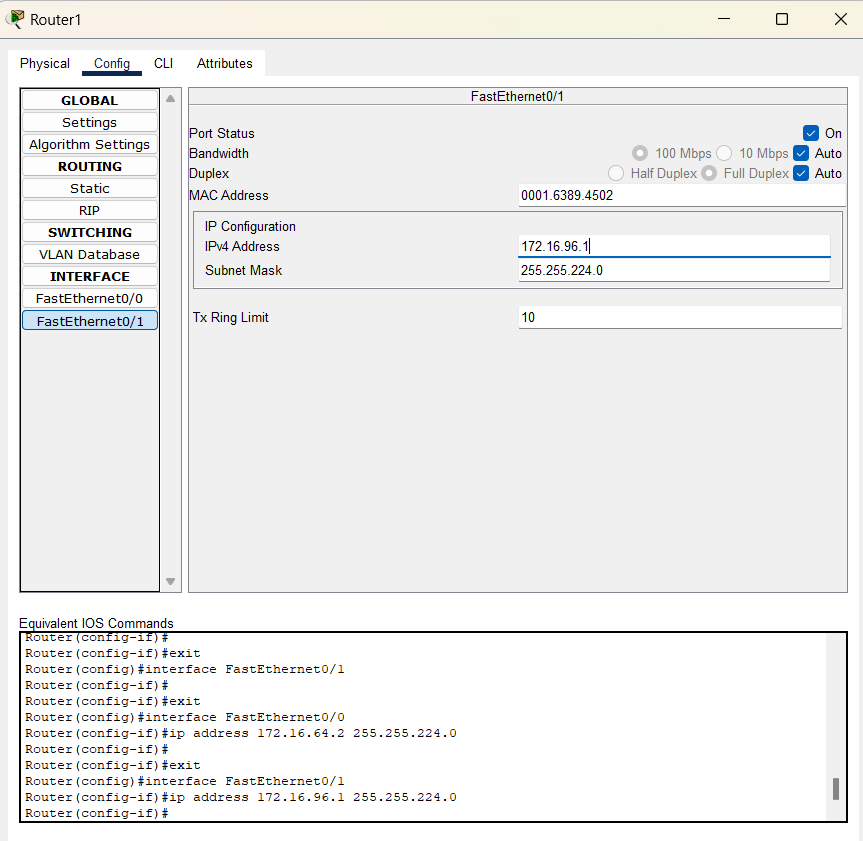 Router1
Physical Config CLI Attributes
GLOBAL
Settings
Algorithm Settings
ROUTING
Static
RIP
SWITCHING
VLAN Database
INTERFACE
FastEthernet0/0
FastEthernet0/1
FastEthernet0/1
Port Status On
Bandwidth 100 Mbps 10 Mbps Auto
Duplex Half Duplex Full Duplex Auto
MAC Address 0001.6389.4502
IP Configuration
IPv4 Address 172.16.96.1
Subnet Mask 255.255.224.0
Tx Ring Limit 10
Equivalent IOS Commands
Router(config-if)#
Router(config-if)#exit
Router(config)#interface FastEthernet0/1
Router(config-if)#
Router(config-if)#exit
Router(config)#interface FastEthernet0/0
Router(config-if)#ip address 172.16.64.2 255.255.224.0
Router(config-if)#
Router(config-if)#exit
Router(config)#interface FastEthernet0/1
Router(config-if)#ip address 172.16.96.1 255.255.224.0
Router(config-if)#